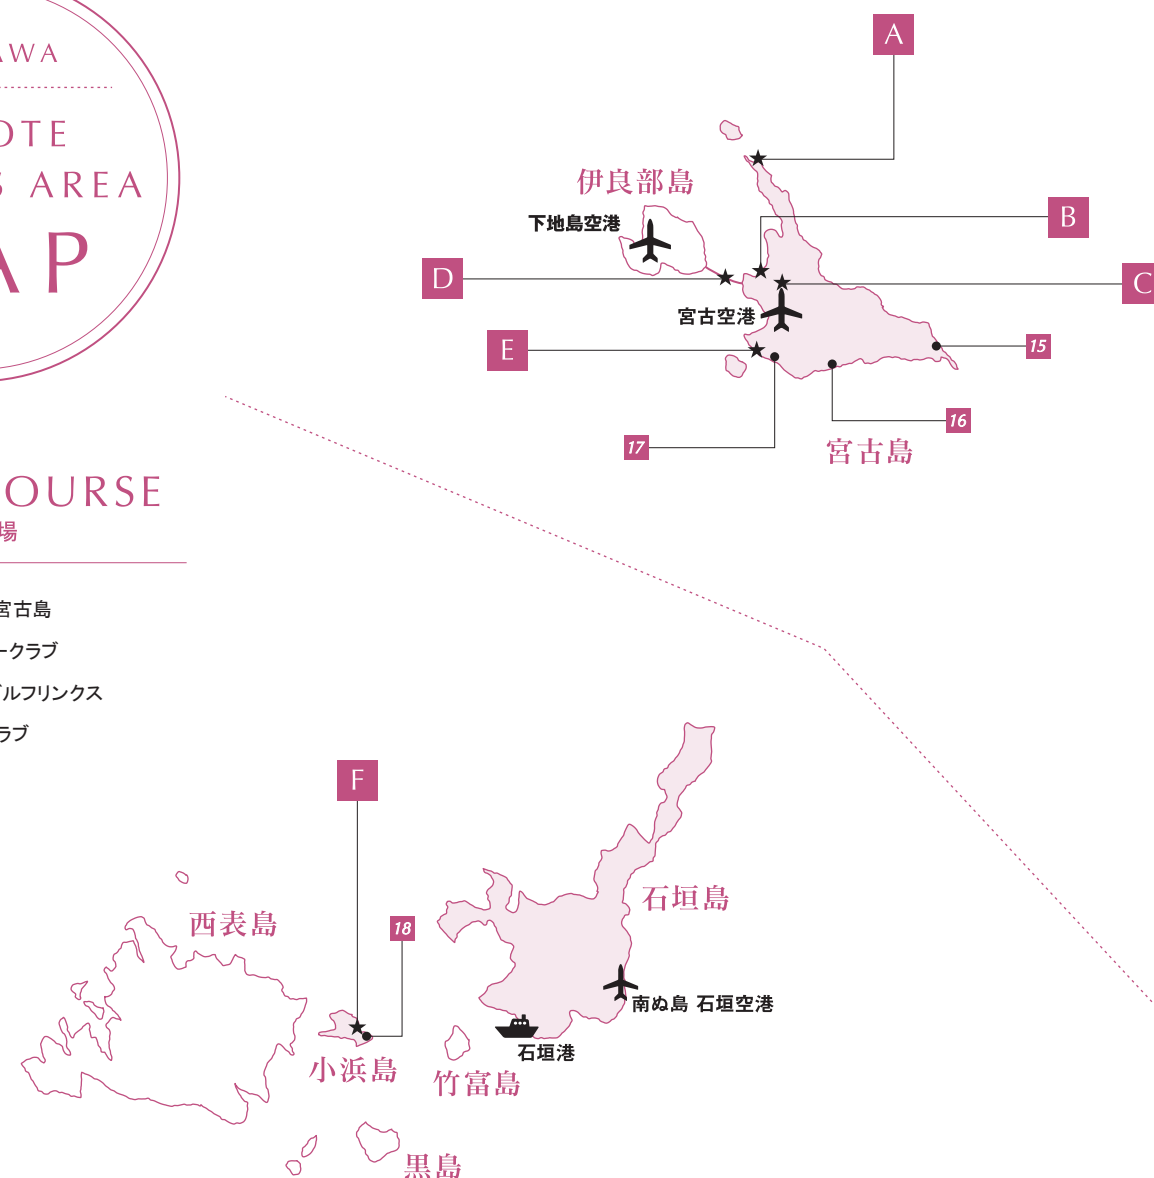 AWA
OTE
S AREA
AP
OURSE
場
宮古島
ークラブ
ルフリンクス
ラブ
A
伊良部島
下地島空港
B
D
C
宮古空港
E
15
16
17
宮古島
F
石垣島
西表島
18
南ぬ島 石垣空港
石垣港
小浜島
竹富島
黒島